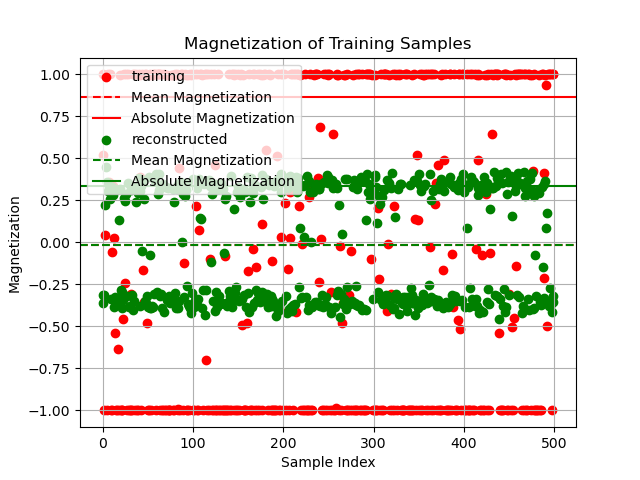 Magnetization of Training Samples
1.00
0.75
0.50
0.25
0.00
−0.25
−0.50
−0.75
−1.00
Magnetization
training
Mean Magnetization
Absolute Magnetization
reconstructed
Mean Magnetization
Absolute Magnetization
0 100 200 300 400 500
Sample Index